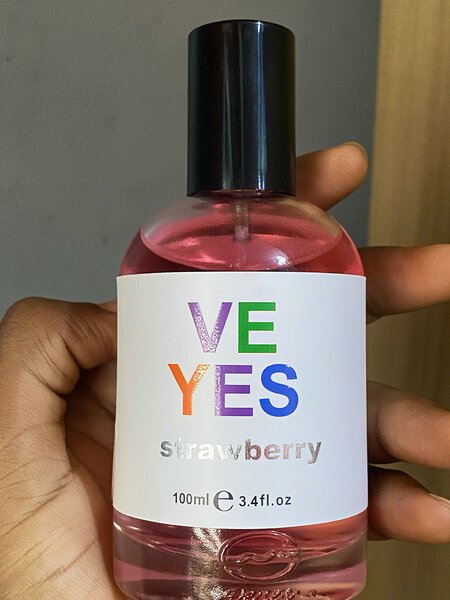 VE
YES
strawberry
100ml ℮ 3.4fl.oz